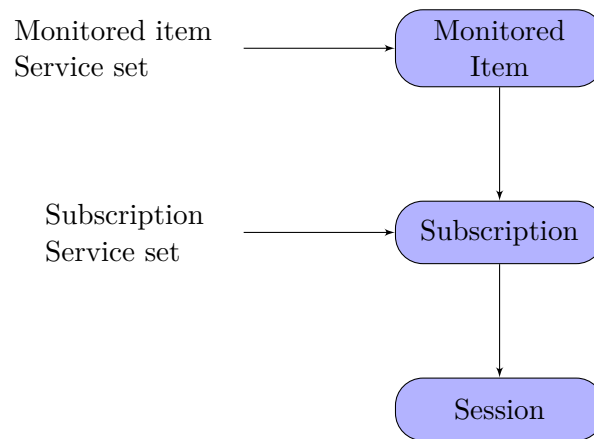 Monitored item
Service set
Monitored
Item
Subscription
Service set
Subscription
Session